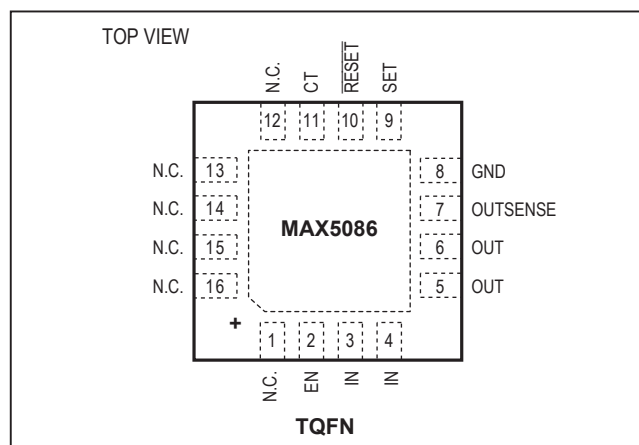 TOP VIEW
N.C. CT R̅E̅S̅E̅T̅ SET
12 11 10 9
N.C. 13 8 GND
N.C. 14 7 OUTSENSE
MAX5086
N.C. 15 6 OUT
N.C. 16 5 OUT
+ 1 2 3 4
N.C. EN IN IN
TQFN